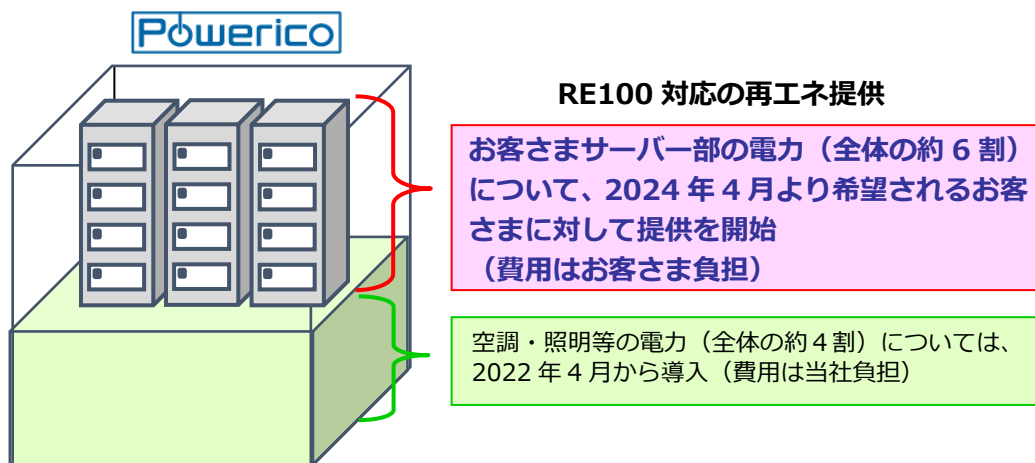 Powerico
RE100 対応の再エネ提供
お客さまサーバー部の電力（全体の約 6 割）
について、2024 年 4 月より希望されるお客
さまに対して提供を開始
（費用はお客さま負担）
空調・照明等の電力（全体の約４割）については、
2022 年 4 月から導入（費用は当社負担）